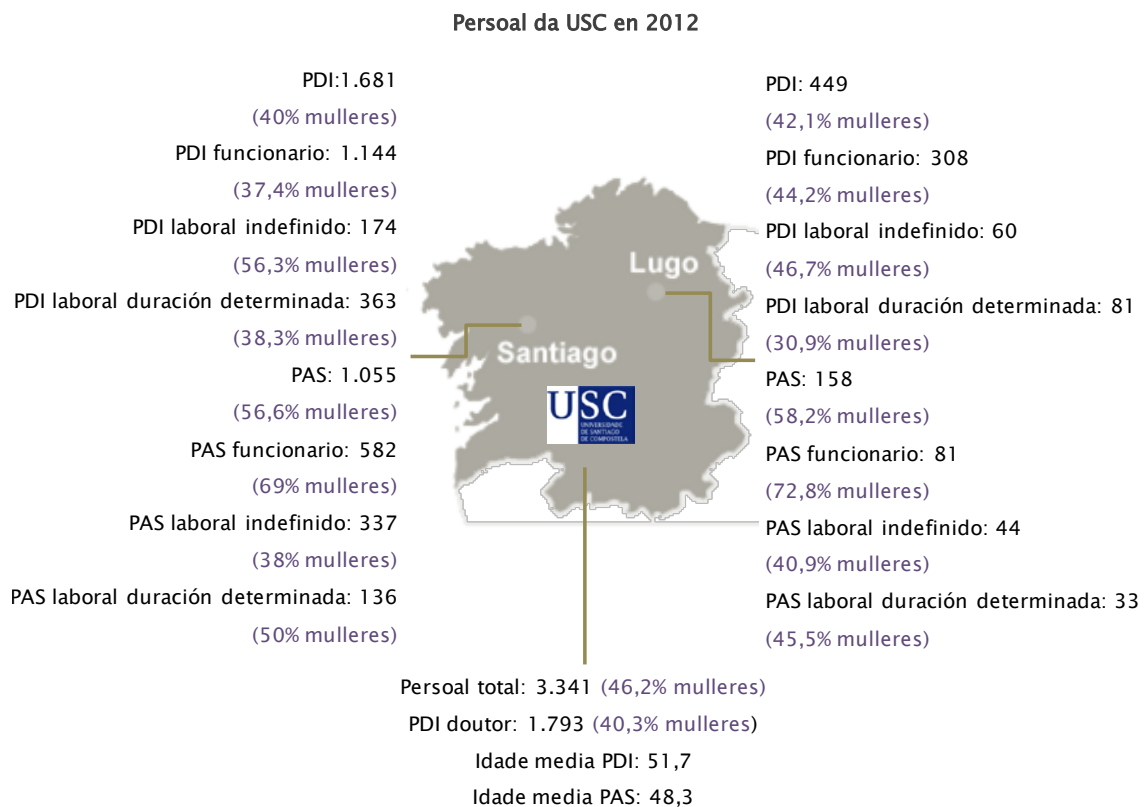 Persoal da USC en 2012
PDI:1.681
(40% mulleres)
PDI funcionario: 1.144
(37,4% mulleres)
PDI laboral indefinido: 174
(56,3% mulleres)
PDI laboral duración determinada: 363
(38,3% mulleres)
PAS: 1.055
(56,6% mulleres)
PAS funcionario: 582
(69% mulleres)
PAS laboral indefinido: 337
(38% mulleres)
PAS laboral duración determinada: 136
(50% mulleres)
Lugo
Santiago
USC
UNIVERSIDADE
DE SANTIAGO
DE COMPOSTELA
PDI: 449
(42,1% mulleres)
PDI funcionario: 308
(44,2% mulleres)
PDI laboral indefinido: 60
(46,7% mulleres)
PDI laboral duración determinada: 81
(30,9% mulleres)
PAS: 158
(58,2% mulleres)
PAS funcionario: 81
(72,8% mulleres)
PAS laboral indefinido: 44
(40,9% mulleres)
PAS laboral duración determinada: 33
(45,5% mulleres)
Persoal total: 3.341 (46,2% mulleres)
PDI doutor: 1.793 (40,3% mulleres)
Idade media PDI: 51,7
Idade media PAS: 48,3